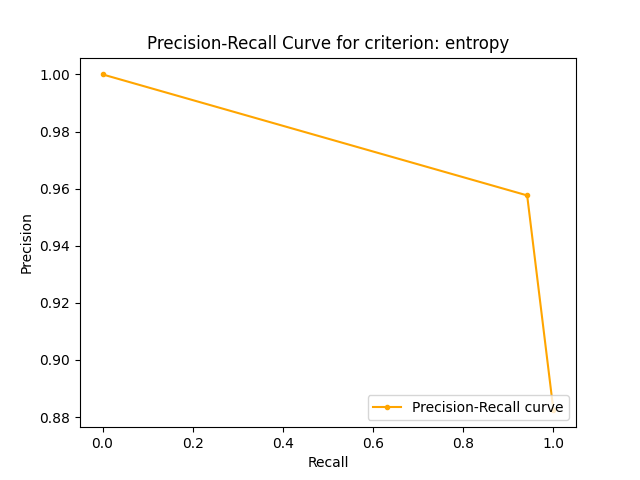 Precision-Recall Curve for criterion: entropy
1.00
0.98
0.96
0.94
0.92
0.90
0.88
Precision
Precision-Recall curve
0.0 0.2 0.4 0.6 0.8 1.0
Recall